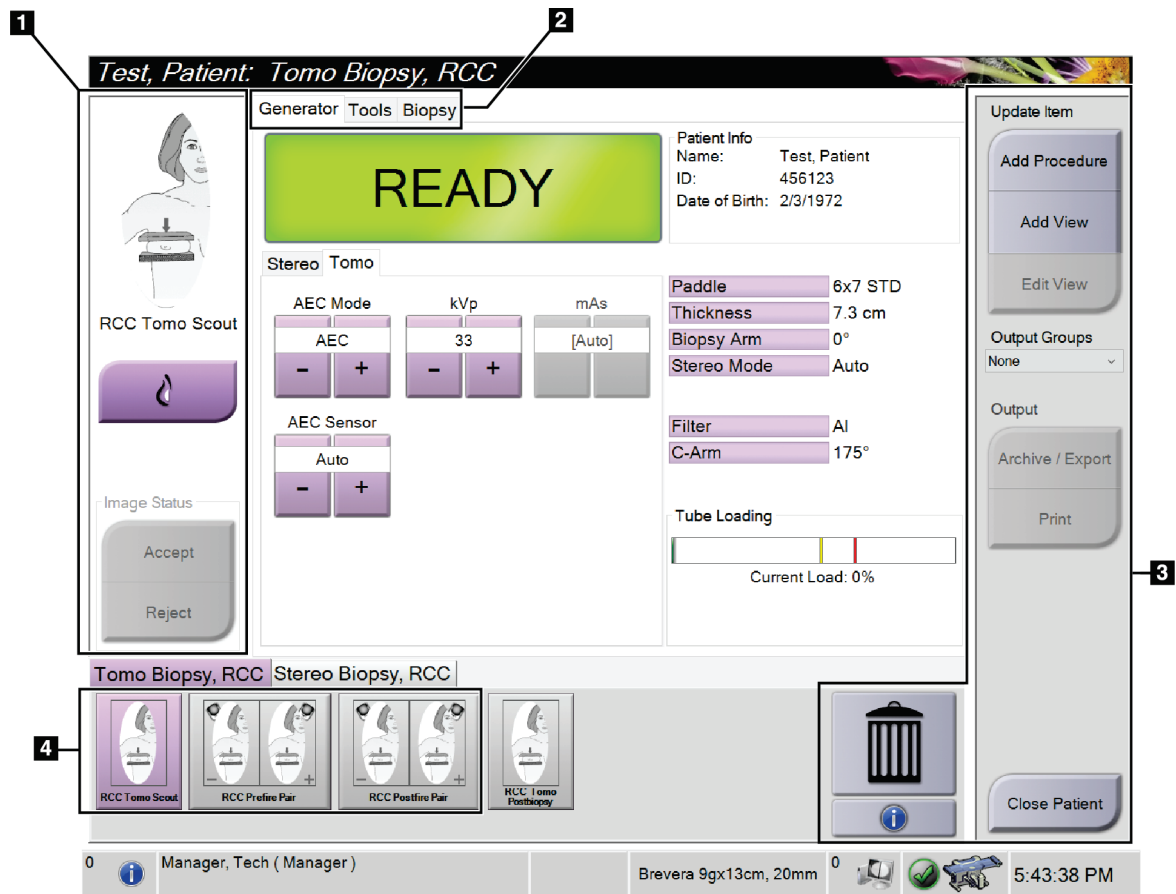 1
2
Test, Patient: Tomo Biopsy, RCC
Generator Tools Biopsy
READY
Patient Info
Name: Test, Patient
ID: 456123
Date of Birth: 2/3/1972
Update Item
Add Procedure
Add View
Edit View
Output Groups
None
Output
Archive / Export
Print
3
RCC Tomo Scout
Image Status
Accept
Reject
Stereo Tomo
AEC Mode
AEC
- +
kVp
33
- +
mAs
[Auto]
AEC Sensor
Auto
- +
Paddle 6x7 STD
Thickness 7.3 cm
Biopsy Arm 0°
Stereo Mode Auto
Filter Al
C-Arm 175°
Tube Loading
Current Load: 0%
Tomo Biopsy, RCC Stereo Biopsy, RCC
4
RCC Tomo Scout
- +
RCC Prefire Pair
- +
RCC Postfire Pair
RCC Tomo
Postbiopsy
i
Close Patient
0 i Manager, Tech ( Manager ) Brevera 9gx13cm, 20mm 0 5:43:38 PM